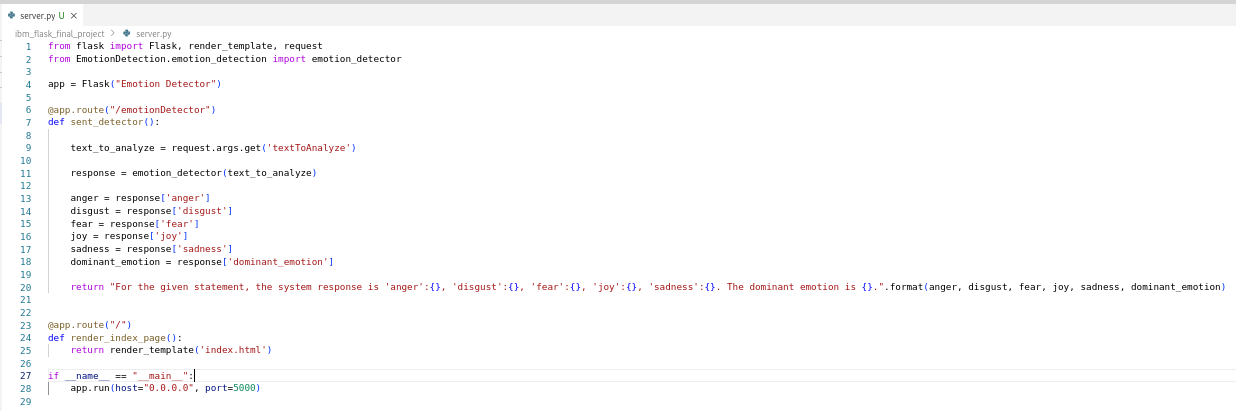 server.py U ×
ibm_flask_final_project > server.py
1 from flask import Flask, render_template, request
2 from EmotionDetection.emotion_detection import emotion_detector
3
4 app = Flask("Emotion Detector")
5
6 @app.route("/emotionDetector")
7 def sent_detector():
8
9     text_to_analyze = request.args.get('textToAnalyze')
10
11     response = emotion_detector(text_to_analyze)
12
13     anger = response['anger']
14     disgust = response['disgust']
15     fear = response['fear']
16     joy = response['joy']
17     sadness = response['sadness']
18     dominant_emotion = response['dominant_emotion']
19
20     return "For the given statement, the system response is 'anger':{}, 'disgust':{}, 'fear':{}, 'joy':{}, 'sadness':{}. The dominant emotion is {}.".format(anger, disgust, fear, joy, sadness, dominant_emotion)
21
22
23 @app.route("/")
24 def render_index_page():
25     return render_template('index.html')
26
27 if __name__ == "__main__":
28     app.run(host="0.0.0.0", port=5000)
29